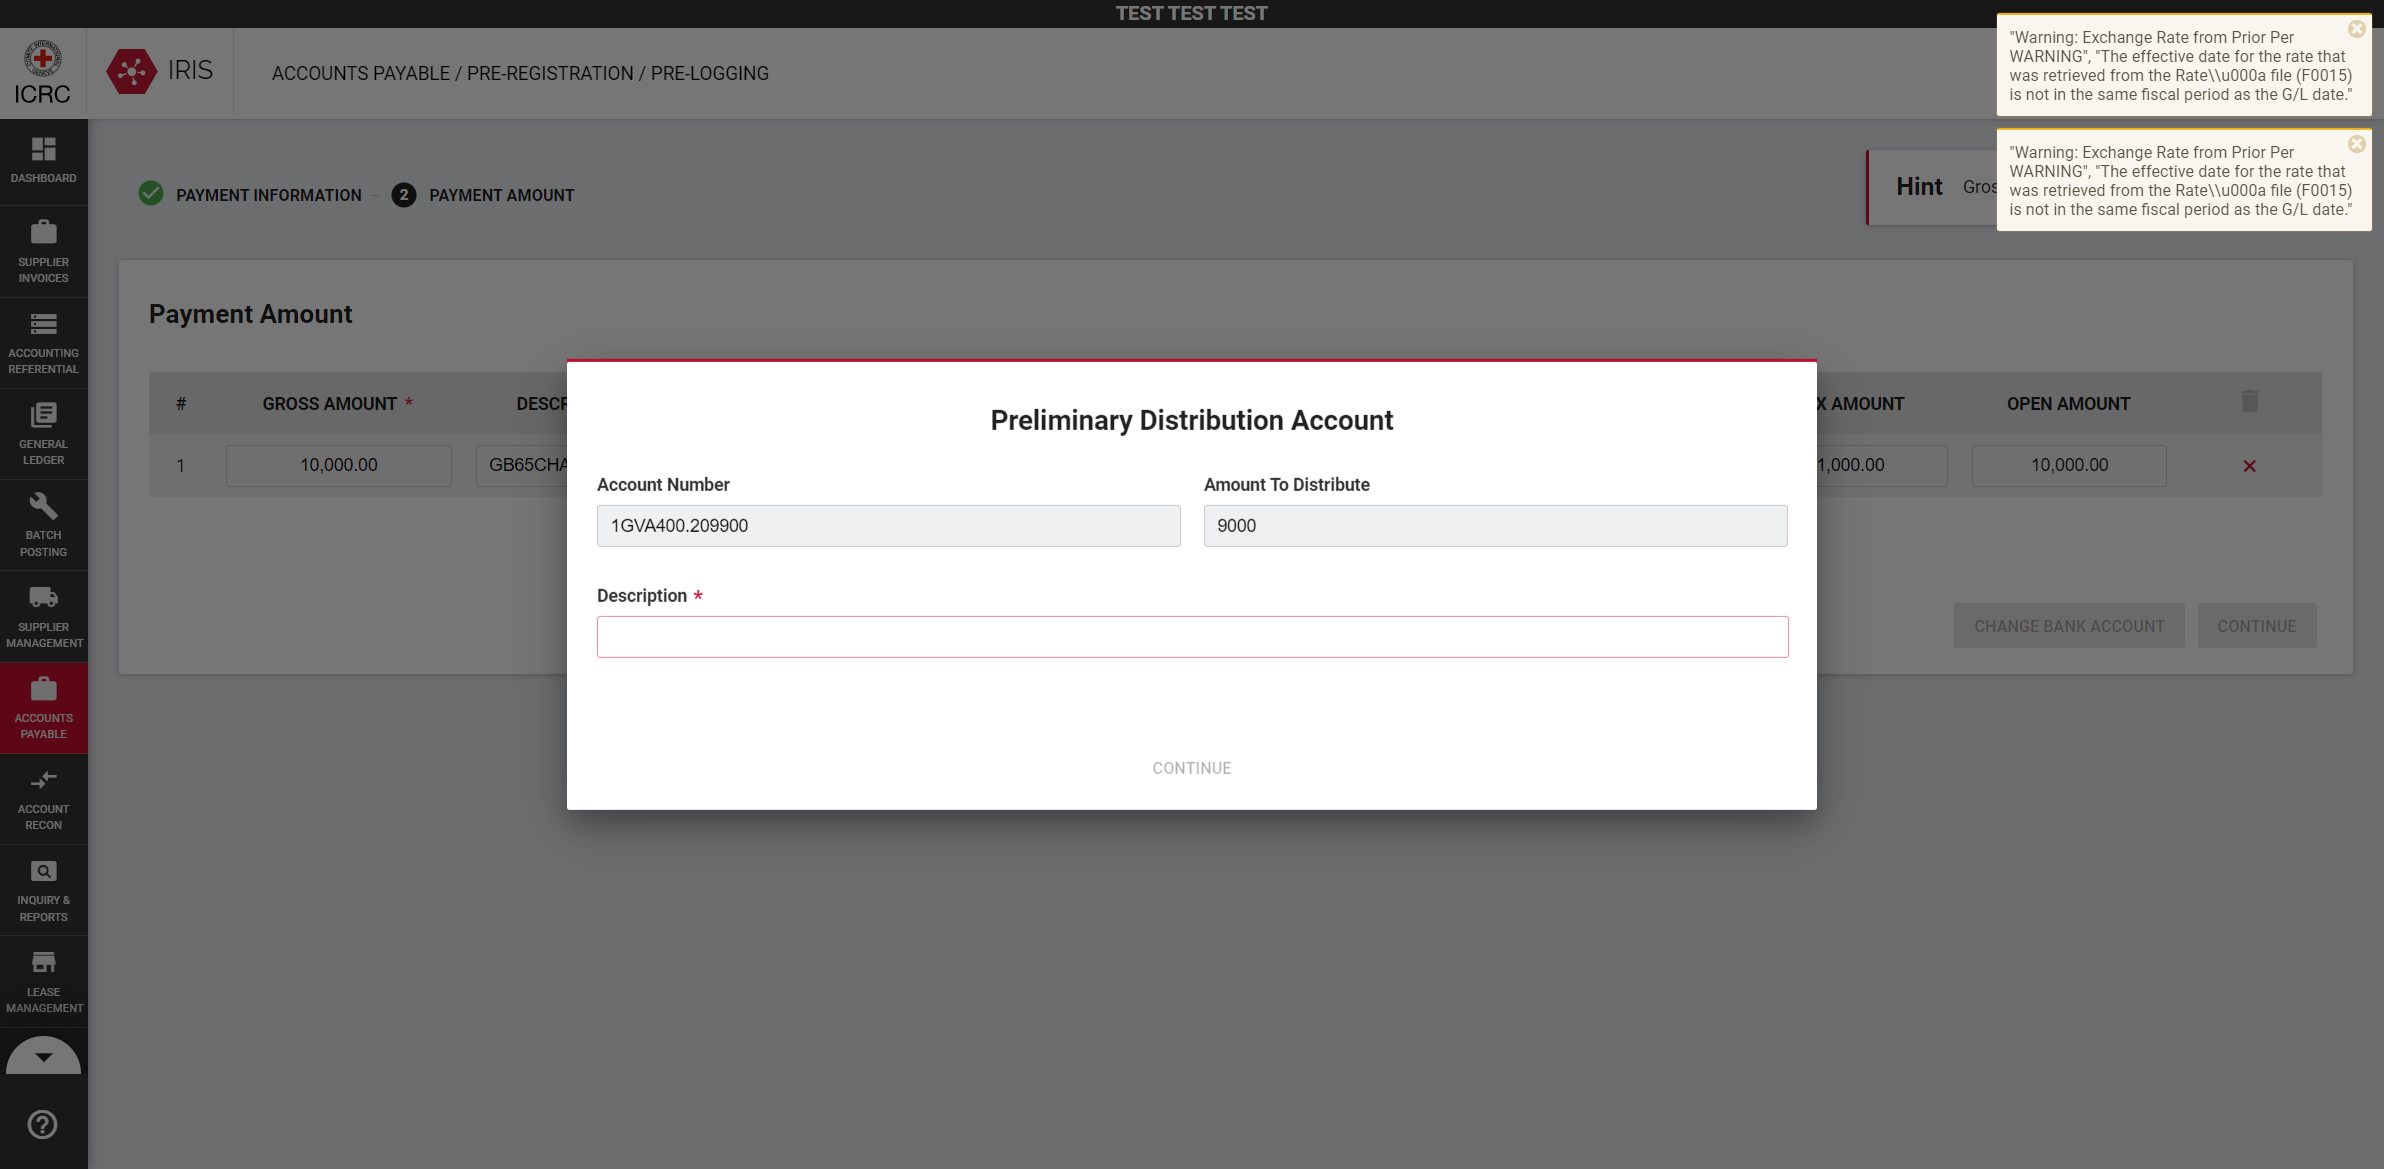 TEST TEST TEST
ICRC
IRIS
ACCOUNTS PAYABLE / PRE-REGISTRATION / PRE-LOGGING
"Warning: Exchange Rate from Prior Per
WARNING", "The effective date for the rate that
was retrieved from the Rate\\u000a file (F0015)
is not in the same fiscal period as the G/L date."
"Warning: Exchange Rate from Prior Per
WARNING", "The effective date for the rate that
was retrieved from the Rate\\u000a file (F0015)
is not in the same fiscal period as the G/L date."
DASHBOARD
SUPPLIER
INVOICES
ACCOUNTING
REFERENTIAL
GENERAL
LEDGER
BATCH
POSTING
SUPPLIER
MANAGEMENT
ACCOUNTS
PAYABLE
ACCOUNT
RECON
INQUIRY &
REPORTS
LEASE
MANAGEMENT
PAYMENT INFORMATION - 2 PAYMENT AMOUNT
Hint Gros
Payment Amount
# GROSS AMOUNT * DESCR X AMOUNT OPEN AMOUNT
1 10,000.00 GB65CHA 1,000.00 10,000.00
Preliminary Distribution Account
Account Number Amount To Distribute
1GVA400.209900 9000
Description *
CONTINUE
CHANGE BANK ACCOUNT CONTINUE